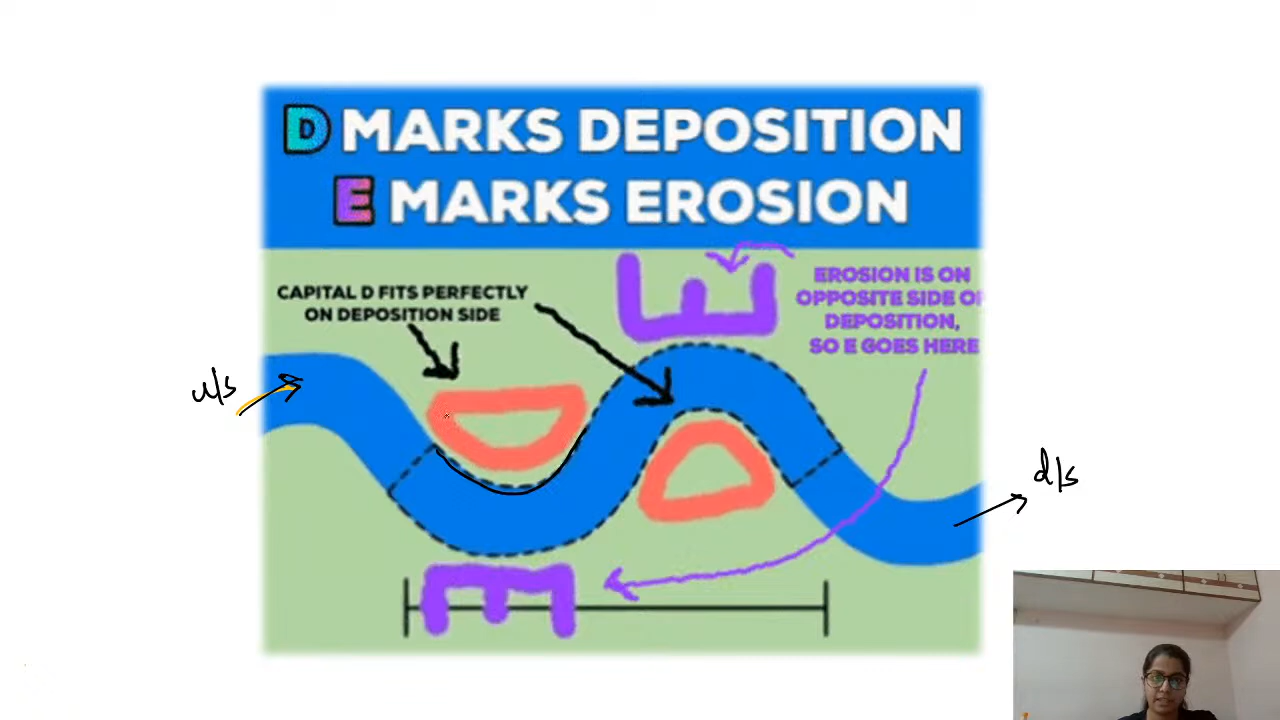 D MARKS DEPOSITION
E MARKS EROSION
CAPITAL D FITS PERFECTLY
ON DEPOSITION SIDE
E
EROSION IS ON
OPPOSITE SIDE OF
DEPOSITION,
SO E GOES HERE
u/s
D
D
d/s
E